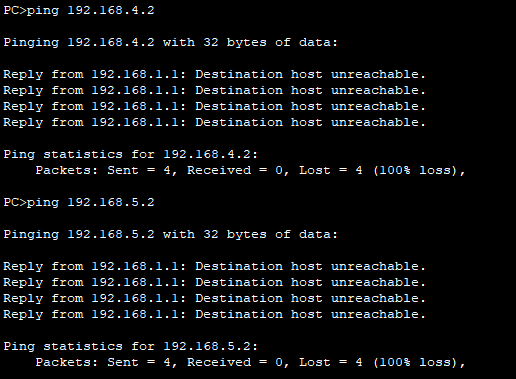 PC>ping 192.168.4.2
Pinging 192.168.4.2 with 32 bytes of data:
Reply from 192.168.1.1: Destination host unreachable.
Reply from 192.168.1.1: Destination host unreachable.
Reply from 192.168.1.1: Destination host unreachable.
Reply from 192.168.1.1: Destination host unreachable.
Ping statistics for 192.168.4.2:
    Packets: Sent = 4, Received = 0, Lost = 4 (100% loss),
PC>ping 192.168.5.2
Pinging 192.168.5.2 with 32 bytes of data:
Reply from 192.168.1.1: Destination host unreachable.
Reply from 192.168.1.1: Destination host unreachable.
Reply from 192.168.1.1: Destination host unreachable.
Reply from 192.168.1.1: Destination host unreachable.
Ping statistics for 192.168.5.2:
    Packets: Sent = 4, Received = 0, Lost = 4 (100% loss),